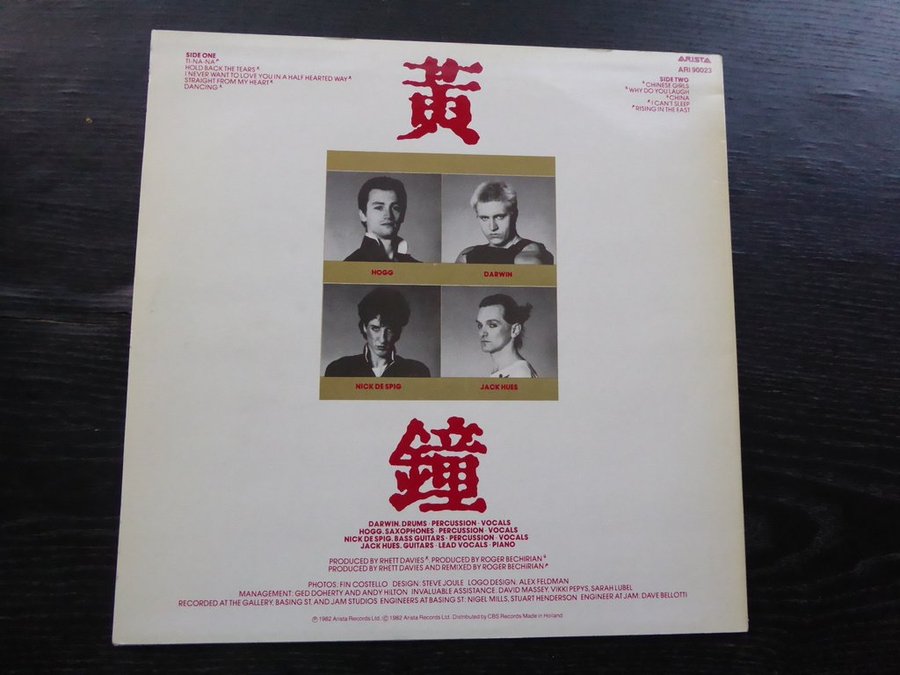 SIDE ONE
TI-NA-NA ▲
HOLD BACK THE TEARS ▲
I NEVER WANT TO LOVE YOU IN A HALF HEARTED WAY ▲
STRAIGHT FROM MY HEART
DANCING
ARISTA
ARI 90023
SIDE TWO
CHINESE GIRLS
WHY DO YOU LAUGH
CHINA
I CAN'T SLEEP
RISING IN THE EAST
黃
HOGG
DARWIN
NICK DE SPIG
JACK HUES
鐘
DARWIN. DRUMS · PERCUSSION · VOCALS
HOGG. SAXOPHONES · PERCUSSION · VOCALS
NICK DE SPIG. BASS GUITARS · PERCUSSION · VOCALS
JACK HUES. GUITARS · LEAD VOCALS · PIANO
PRODUCED BY RHETT DAVIES. PRODUCED BY ROGER BECHIRIAN
PRODUCED BY RHETT DAVIES AND REMIXED BY ROGER BECHIRIAN
PHOTOS: FIN COSTELLO DESIGN: STEVE JOULE LOGO DESIGN: ALEX FELDMAN
MANAGEMENT: GED DOHERTY AND ANDY HILTON INVALUABLE ASSISTANCE: DAVID MASSEY, VIKKI PEPYS, SARAH LUBEL
RECORDED AT THE GALLERY, BASING ST, AND JAM STUDIOS ENGINEERS AT BASING ST: NIGEL MILLS, STUART HENDERSON ENGINEER AT JAM: DAVE BELLOTTI
℗ 1982 Arista Records Ltd. © 1982 Arista Records Ltd. Distributed by CBS Records Made in Holland